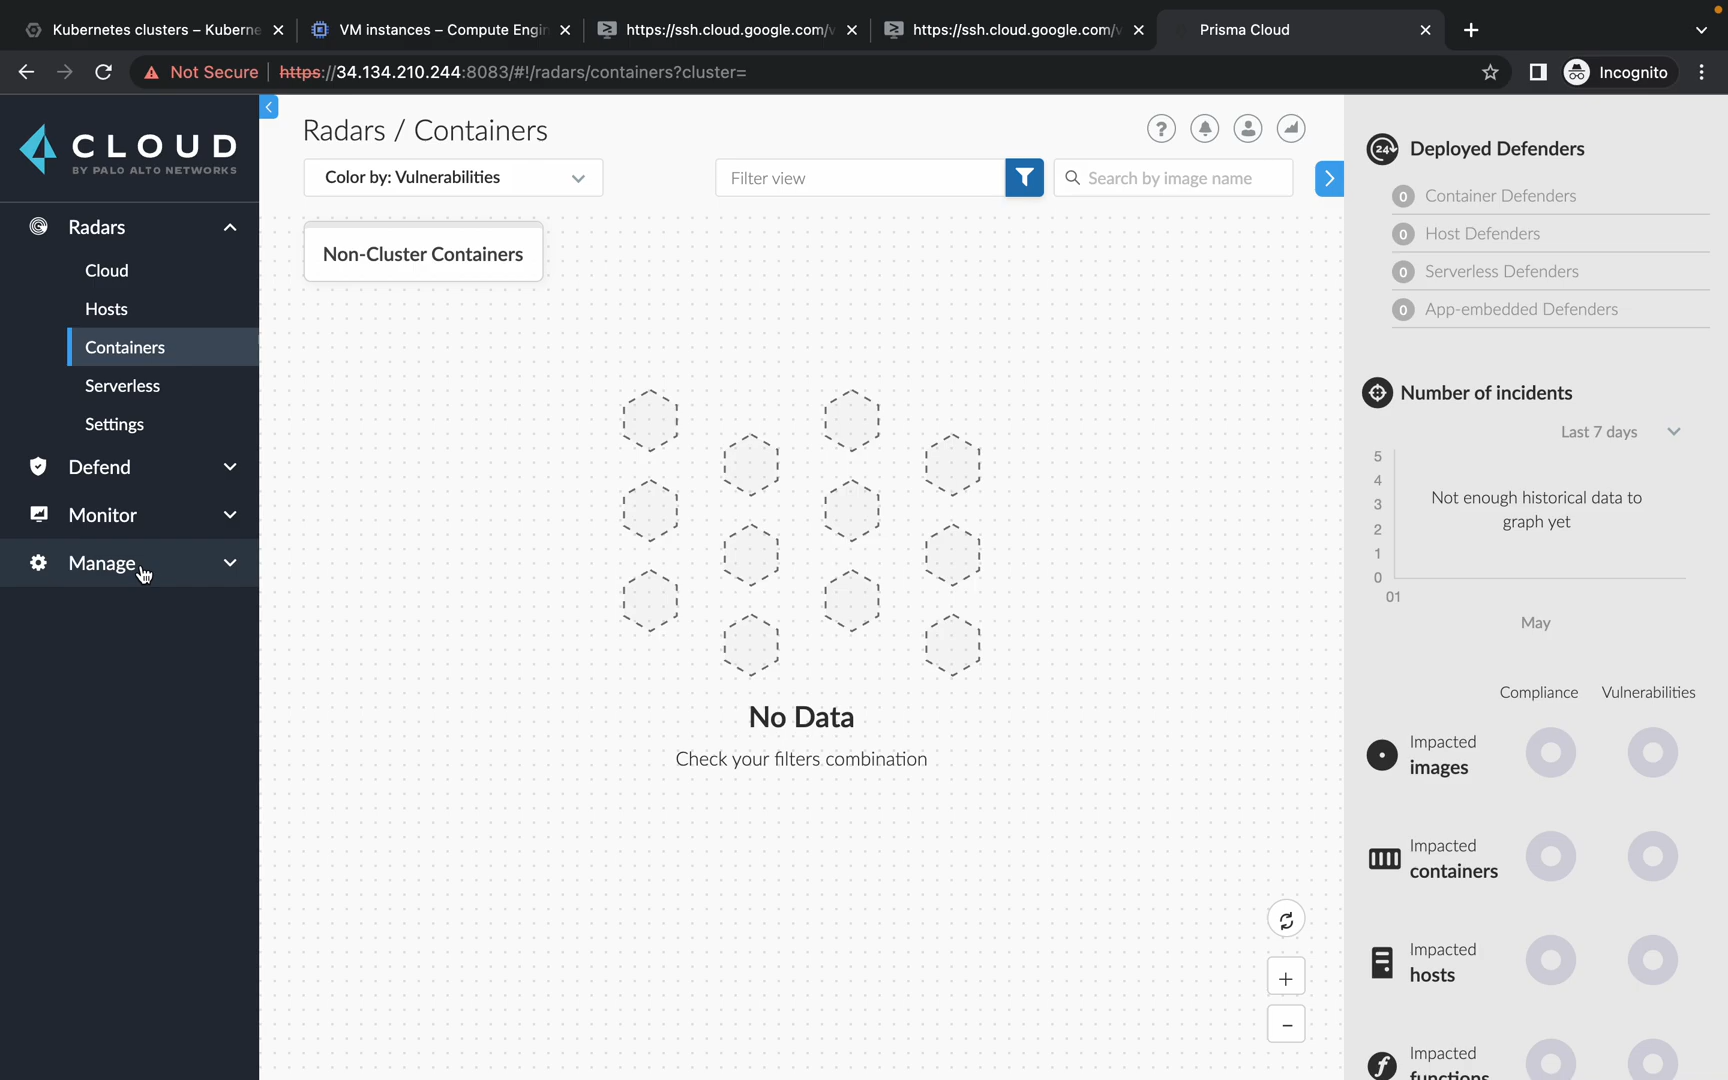 Kubernetes clusters – Kuberne
VM instances – Compute Engin
https://ssh.cloud.google.com/v
https://ssh.cloud.google.com/v
Prisma Cloud
Not Secure
https://34.134.210.244:8083/#!/radars/containers?cluster=
Incognito
CLOUD
BY PALO ALTO NETWORKS
Radars
Cloud
Hosts
Containers
Serverless
Settings
Defend
Monitor
Manage
Radars / Containers
?
Color by: Vulnerabilities
Filter view
Search by image name
Non-Cluster Containers
No Data
Check your filters combination
+
−
24
Deployed Defenders
0 Container Defenders
0 Host Defenders
0 Serverless Defenders
0 App-embedded Defenders
Number of incidents
Last 7 days
5
4
3
2
1
0
Not enough historical data to
graph yet
01
May
Compliance Vulnerabilities
Impacted
images
Impacted
containers
Impacted
hosts
Impacted
functions